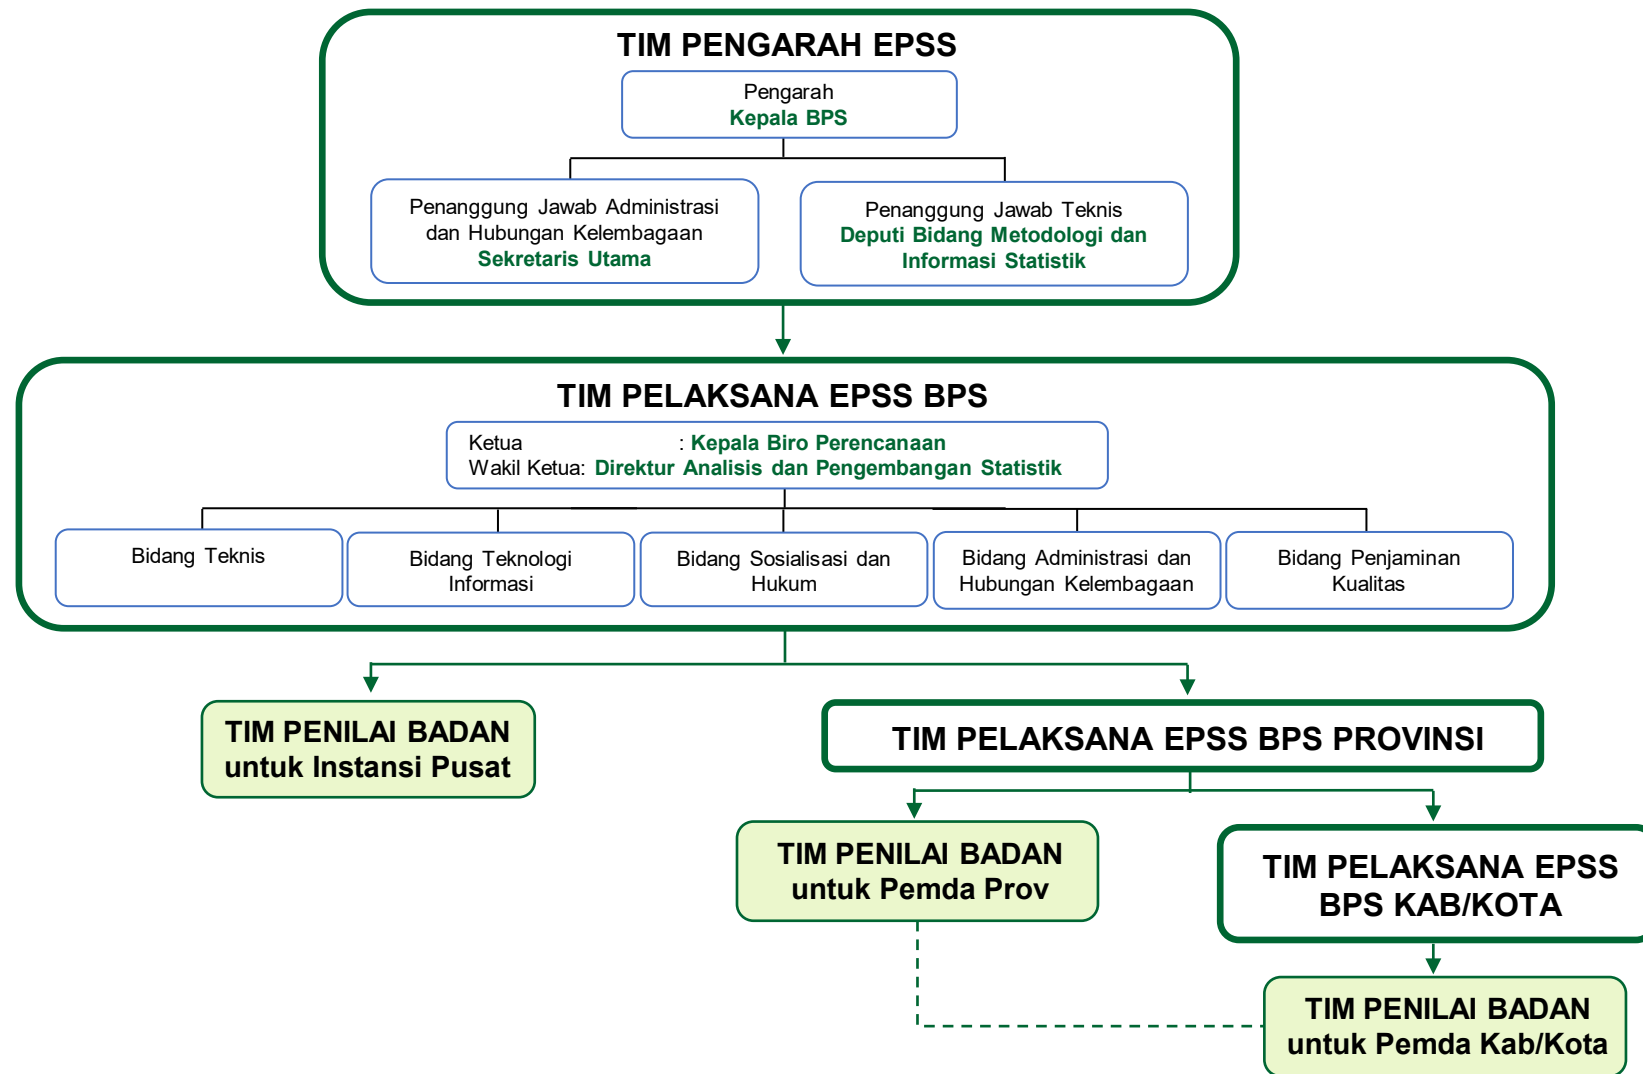 TIM PENGARAH EPSS
Pengarah
Kepala BPS
Penanggung Jawab Administrasi
dan Hubungan Kelembagaan
Sekretaris Utama
Penanggung Jawab Teknis
Deputi Bidang Metodologi dan
Informasi Statistik
TIM PELAKSANA EPSS BPS
Ketua : Kepala Biro Perencanaan
Wakil Ketua: Direktur Analisis dan Pengembangan Statistik
Bidang Teknis
Bidang Teknologi
Informasi
Bidang Sosialisasi dan
Hukum
Bidang Administrasi dan
Hubungan Kelembagaan
Bidang Penjaminan
Kualitas
TIM PENILAI BADAN
untuk Instansi Pusat
TIM PELAKSANA EPSS BPS PROVINSI
TIM PENILAI BADAN
untuk Pemda Prov
TIM PELAKSANA EPSS
BPS KAB/KOTA
TIM PENILAI BADAN
untuk Pemda Kab/Kota